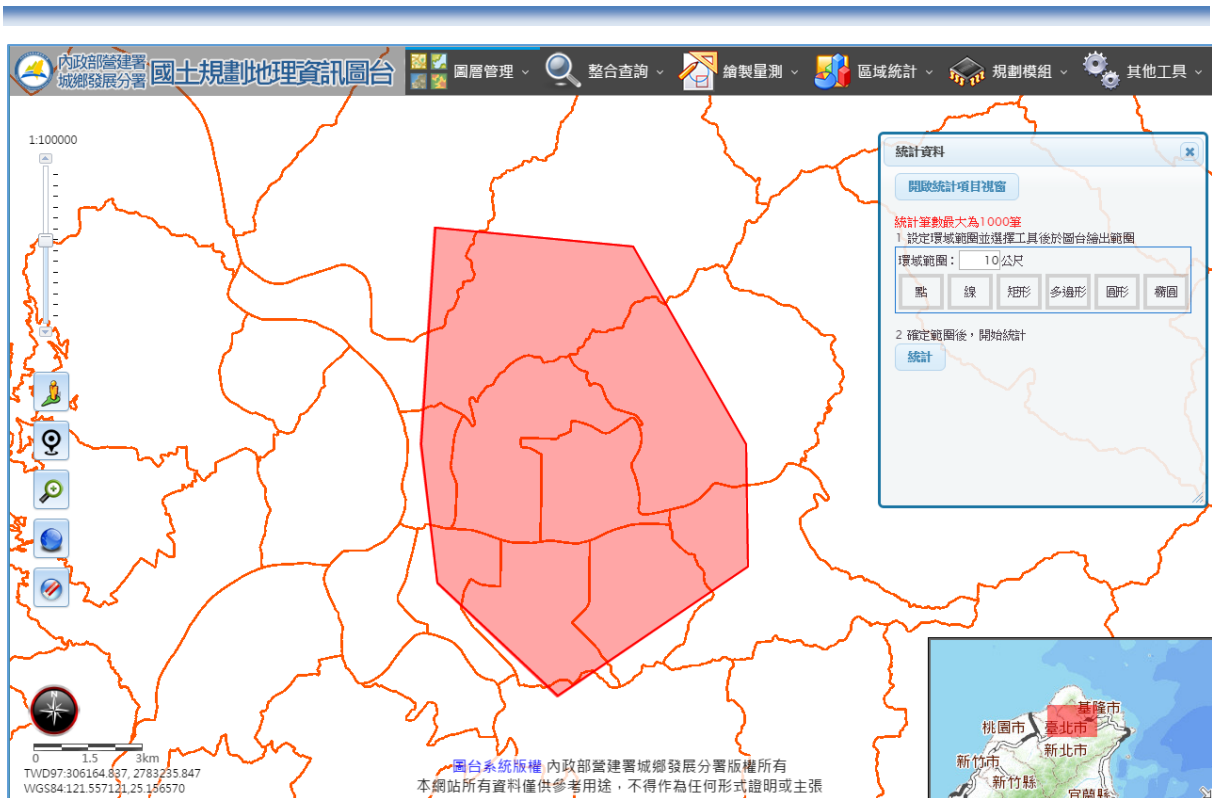 內政部營建署
城鄉發展分署
國土規劃地理資訊圖台
圖層管理
整合查詢
繪製量測
區域統計
規劃模組
其他工具
1:100000
統計資料
開啟統計項目視窗
統計筆數最大為1000筆
1 設定環域範圍並選擇工具後於圖台繪出範圍
環域範圍： 10 公尺
點 線 矩形 多邊形 圓形 橢圓
2 確定範圍後，開始統計
統計
N
0 1.5 3km
TWD97:306164.837, 2783235.847
WGS84:121.557121,25.156570
圖台系統版權 內政部營建署城鄉發展分署版權所有
本網站所有資料僅供參考用途，不得作為任何形式證明或主張
基隆市
桃園市
臺北市
新北市
新竹市
新竹縣
宜蘭縣